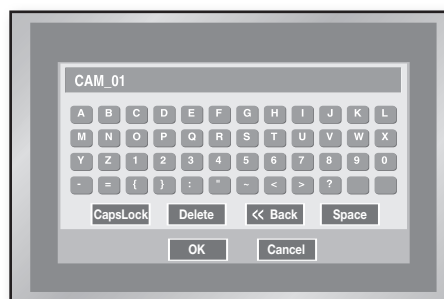 CAM_01
A B C D E F G H I J K L
M N O P Q R S T U V W X
Y Z 1 2 3 4 5 6 7 8 9 0
- = { } : " ~ < > ?
CapsLock Delete << Back Space
OK Cancel